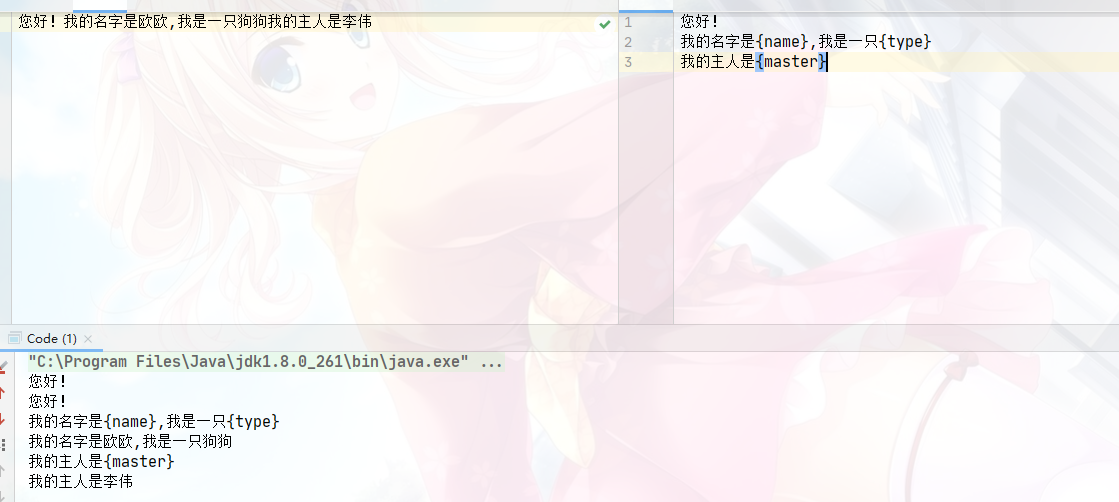 您好!我的名字是欧欧,我是一只狗狗我的主人是李伟
1 您好!
2 我的名字是{name},我是一只{type}
3 我的主人是{master}
Code (1)
"C:\Program Files\Java\jdk1.8.0_261\bin\java.exe" ...
您好!
您好!
我的名字是{name},我是一只{type}
我的名字是欧欧,我是一只狗狗
我的主人是{master}
我的主人是李伟